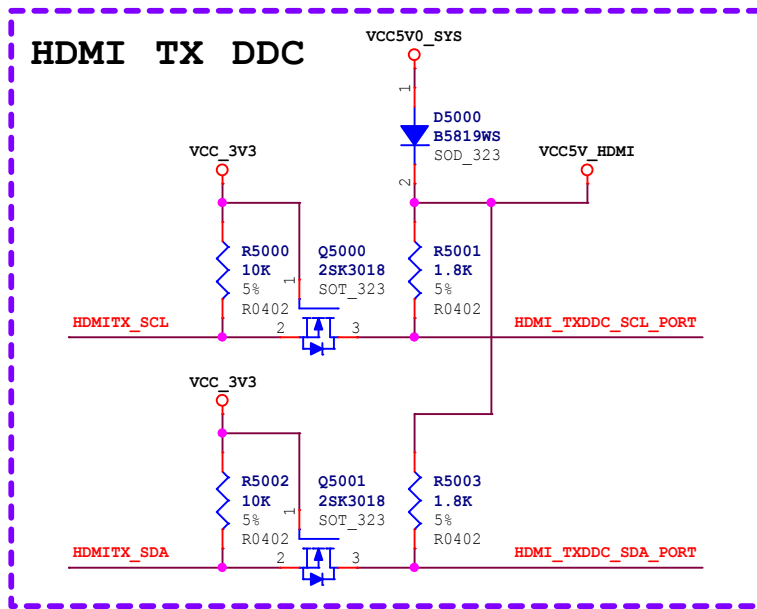 HDMI TX DDC
VCC5V0_SYS
1
D5000
B5819WS
SOD_323
2
VCC_3V3
VCC5V_HDMI
R5000
10K
5%
R0402
Q5000
2SK3018
SOT_323
1
2
3
R5001
1.8K
5%
R0402
HDMITX_SCL
HDMI_TXDDC_SCL_PORT
VCC_3V3
R5002
10K
5%
R0402
Q5001
2SK3018
SOT_323
1
2
3
R5003
1.8K
5%
R0402
HDMITX_SDA
HDMI_TXDDC_SDA_PORT